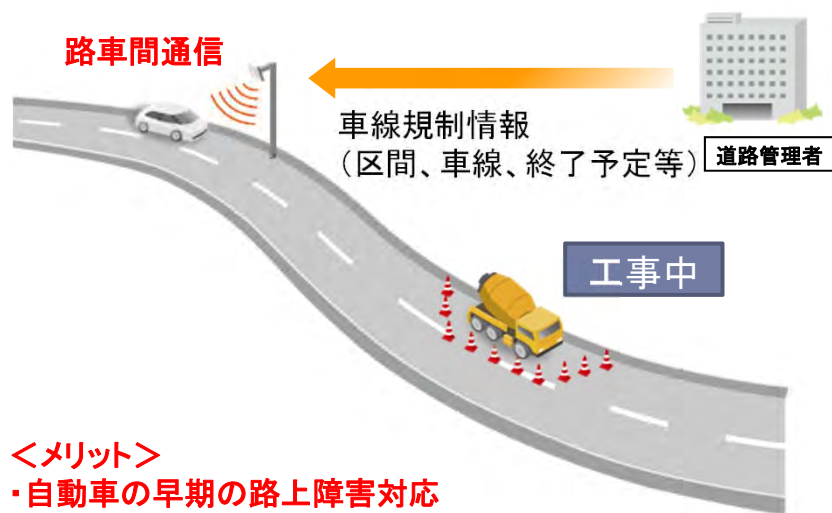 路車間通信
車線規制情報
（区間、車線、終了予定等）
道路管理者
工事中
＜メリット＞
・自動車の早期の路上障害対応